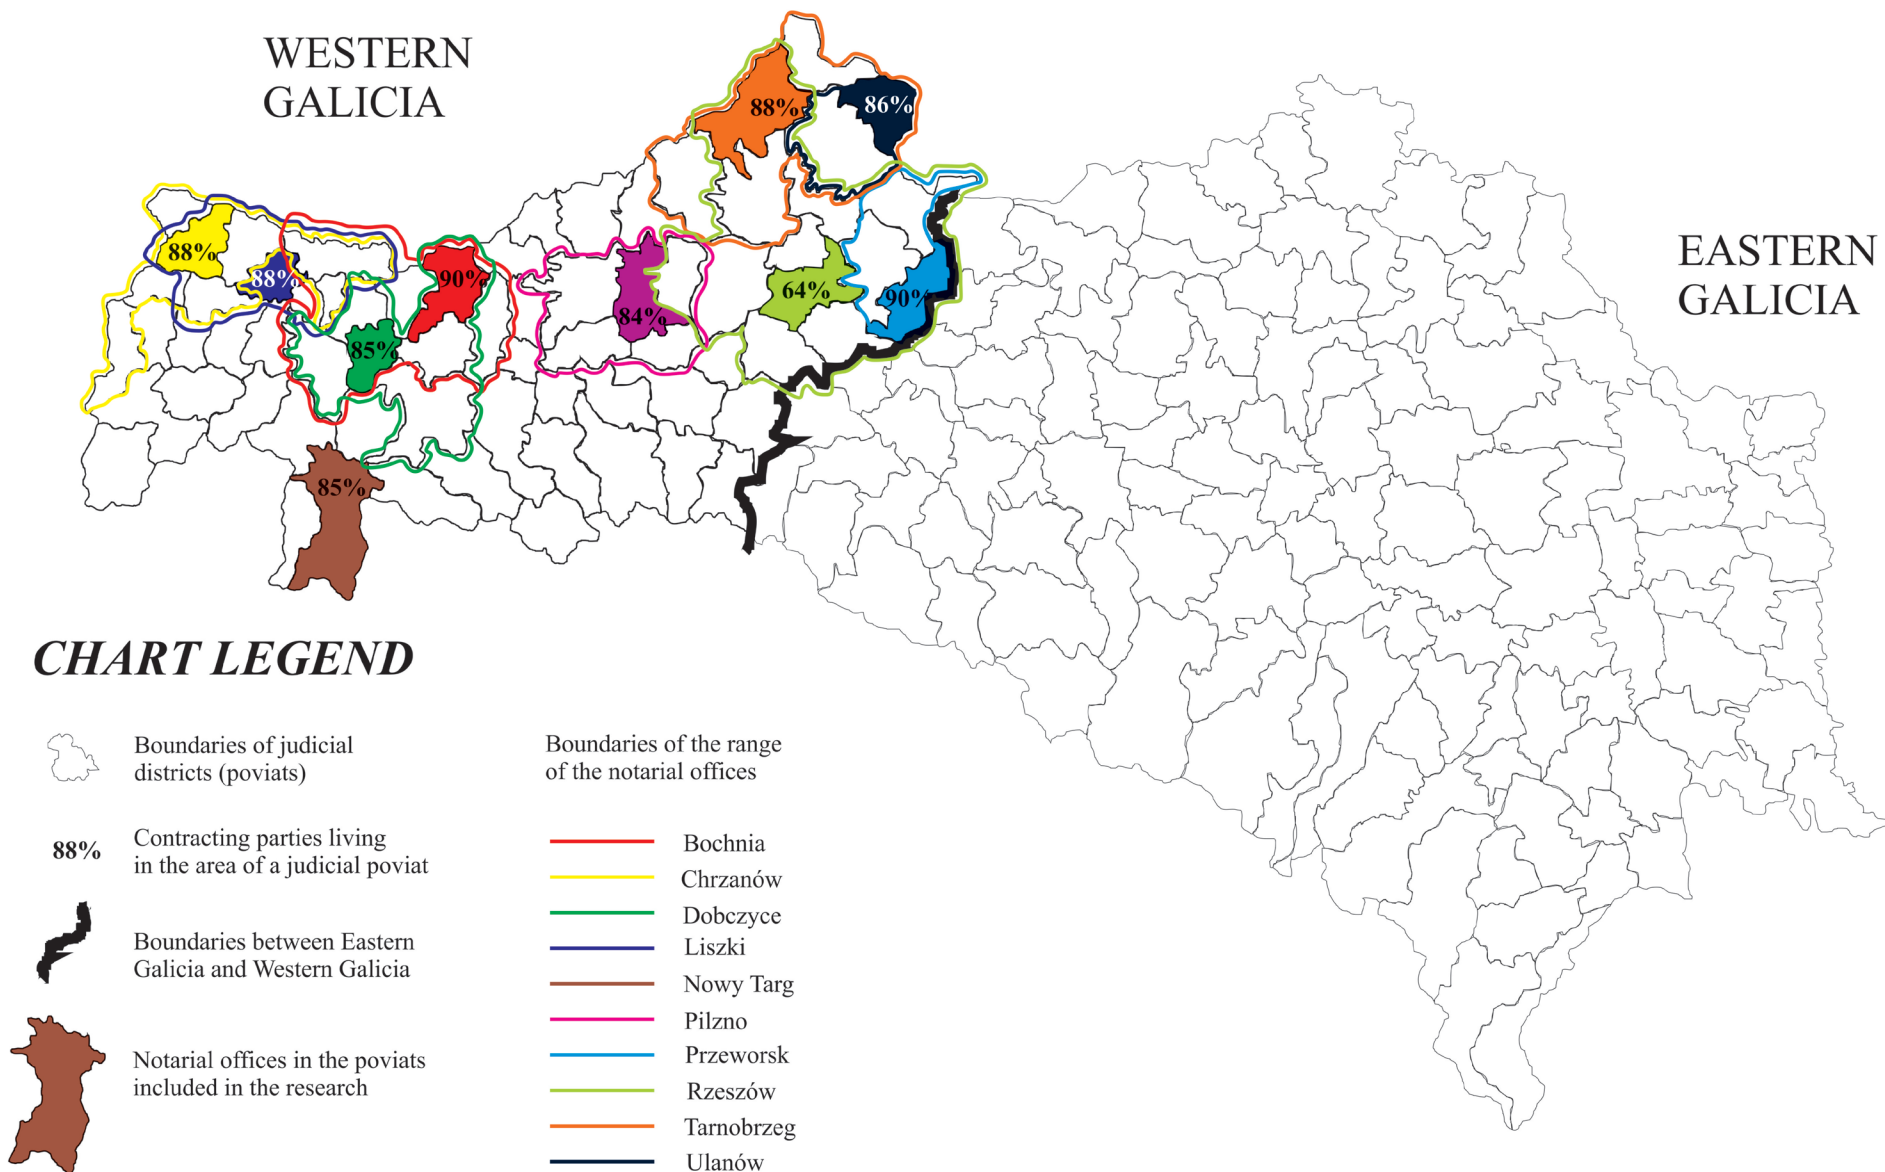 WESTERN
GALICIA
EASTERN
GALICIA
88%
86%
88%
88%
90%
64%
90%
84%
85%
85%
CHART LEGEND
Boundaries of judicial
districts (poviats)
88%
Contracting parties living
in the area of a judicial poviat
Boundaries between Eastern
Galicia and Western Galicia
Notarial offices in the poviats
included in the research
Boundaries of the range
of the notarial offices
Bochnia
Chrzanów
Dobczyce
Liszki
Nowy Targ
Pilzno
Przeworsk
Rzeszów
Tarnobrzeg
Ulanów